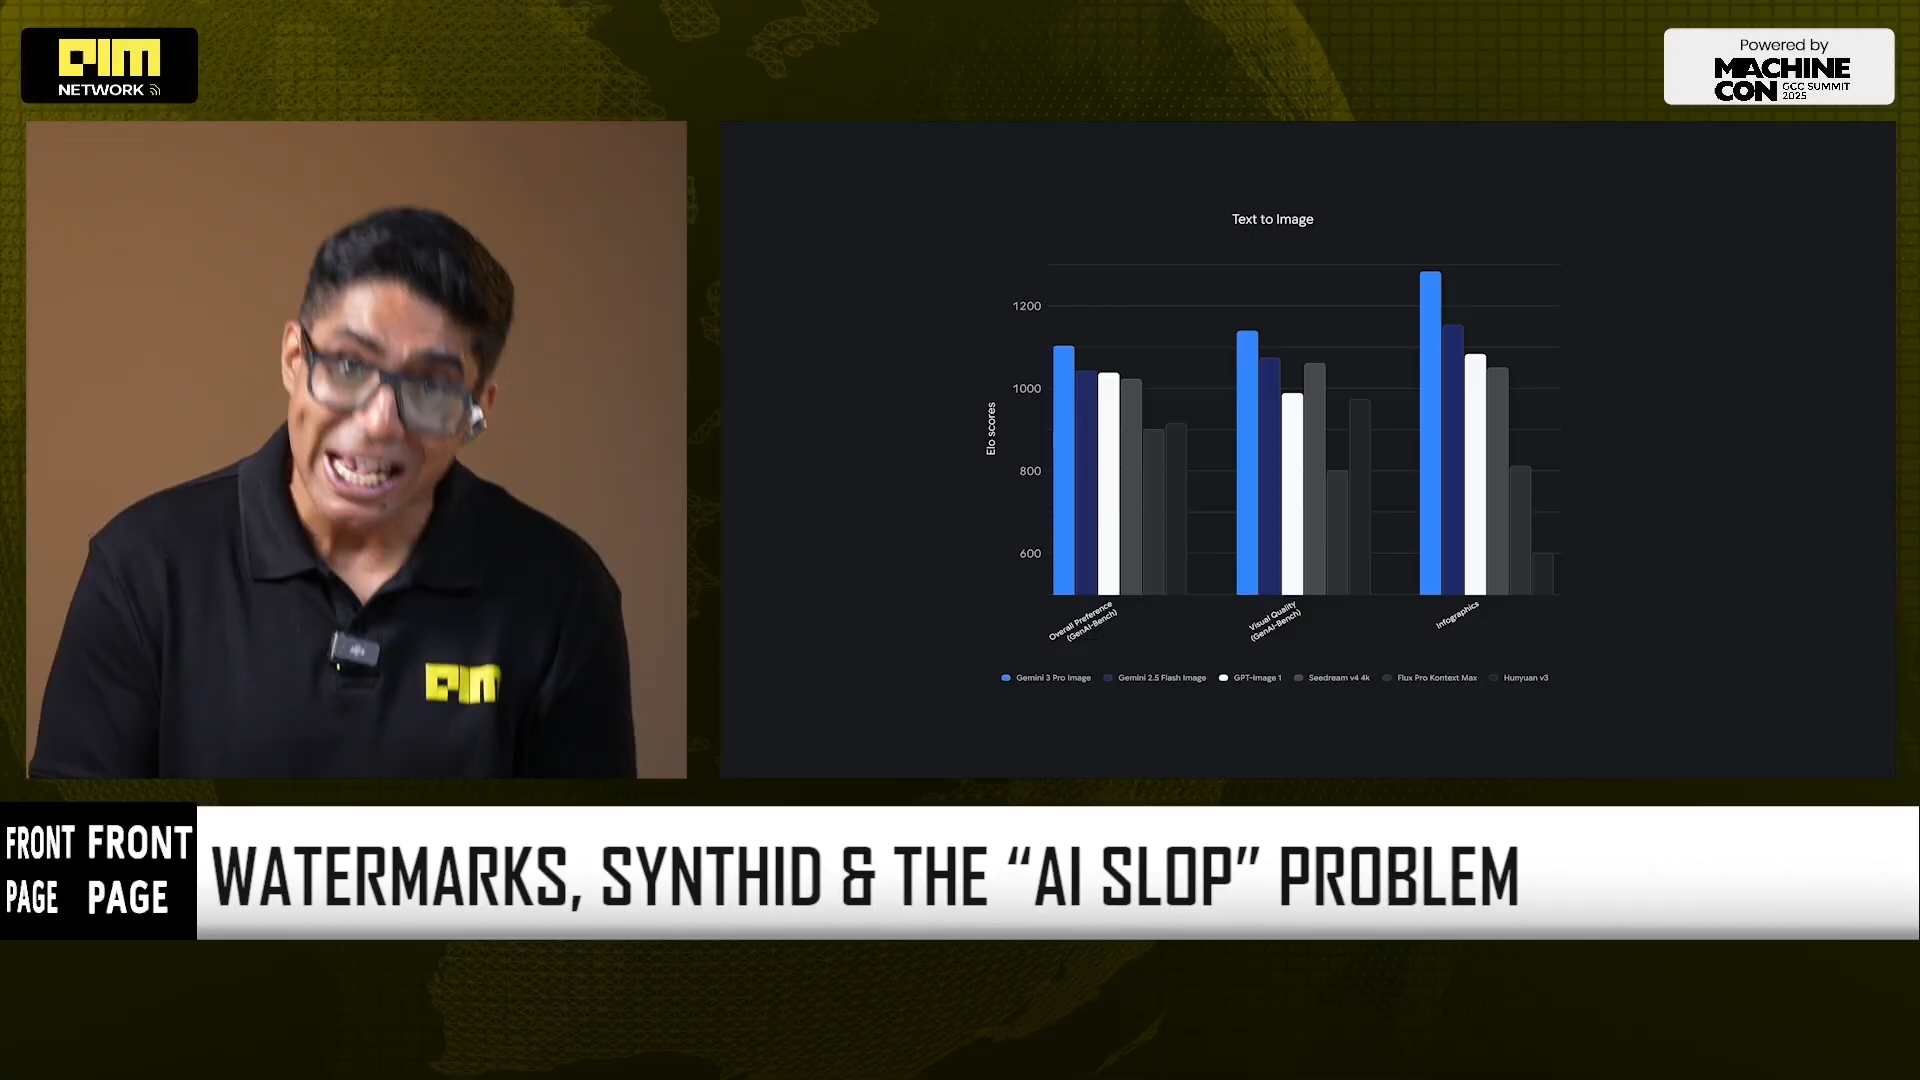 AIM
NETWORK
Powered by
MACHINE
CON GCC SUMMIT
2025
AIM
Text to Image
1200
1000
800
600
Elo scores
Overall Preference
(GenAI-Bench)
Visual Quality
(GenAI-Bench)
Infographics
Gemini 3 Pro Image
Gemini 2.5 Flash Image
GPT-Image 1
Seedream v4 4k
Flux Pro Kontext Max
Hunyuan v3
FRONT FRONT
PAGE PAGE
WATERMARKS, SYNTHID & THE “AI SLOP” PROBLEM